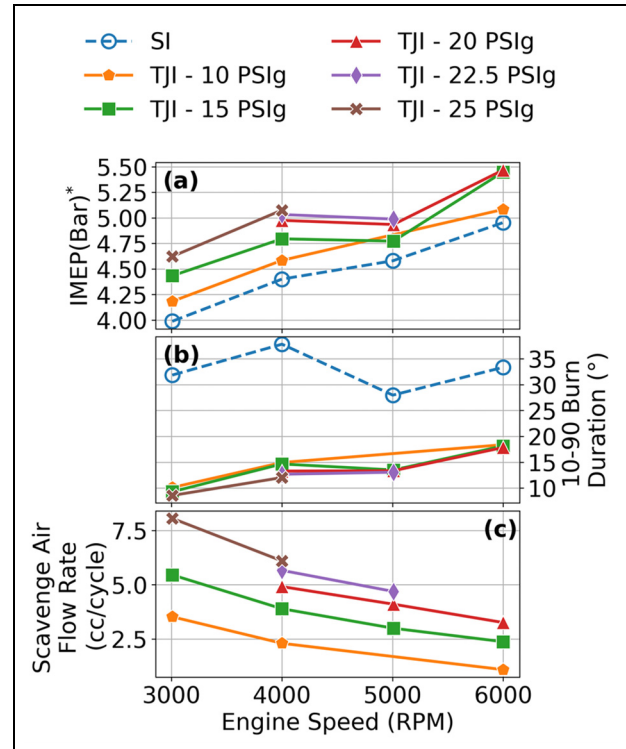 SI
TJI - 10 PSIg
TJI - 15 PSIg
TJI - 20 PSIg
TJI - 22.5 PSIg
TJI - 25 PSIg
(a)
IMEP(Bar)*
5.50
5.25
5.00
4.75
4.50
4.25
4.00
(b)
35
30
25
20
15
10
10-90 Burn
Duration (°)
(c)
Scavenge Air
Flow Rate
(cc/cycle)
7.5
5.0
2.5
3000 4000 5000 6000
Engine Speed (RPM)